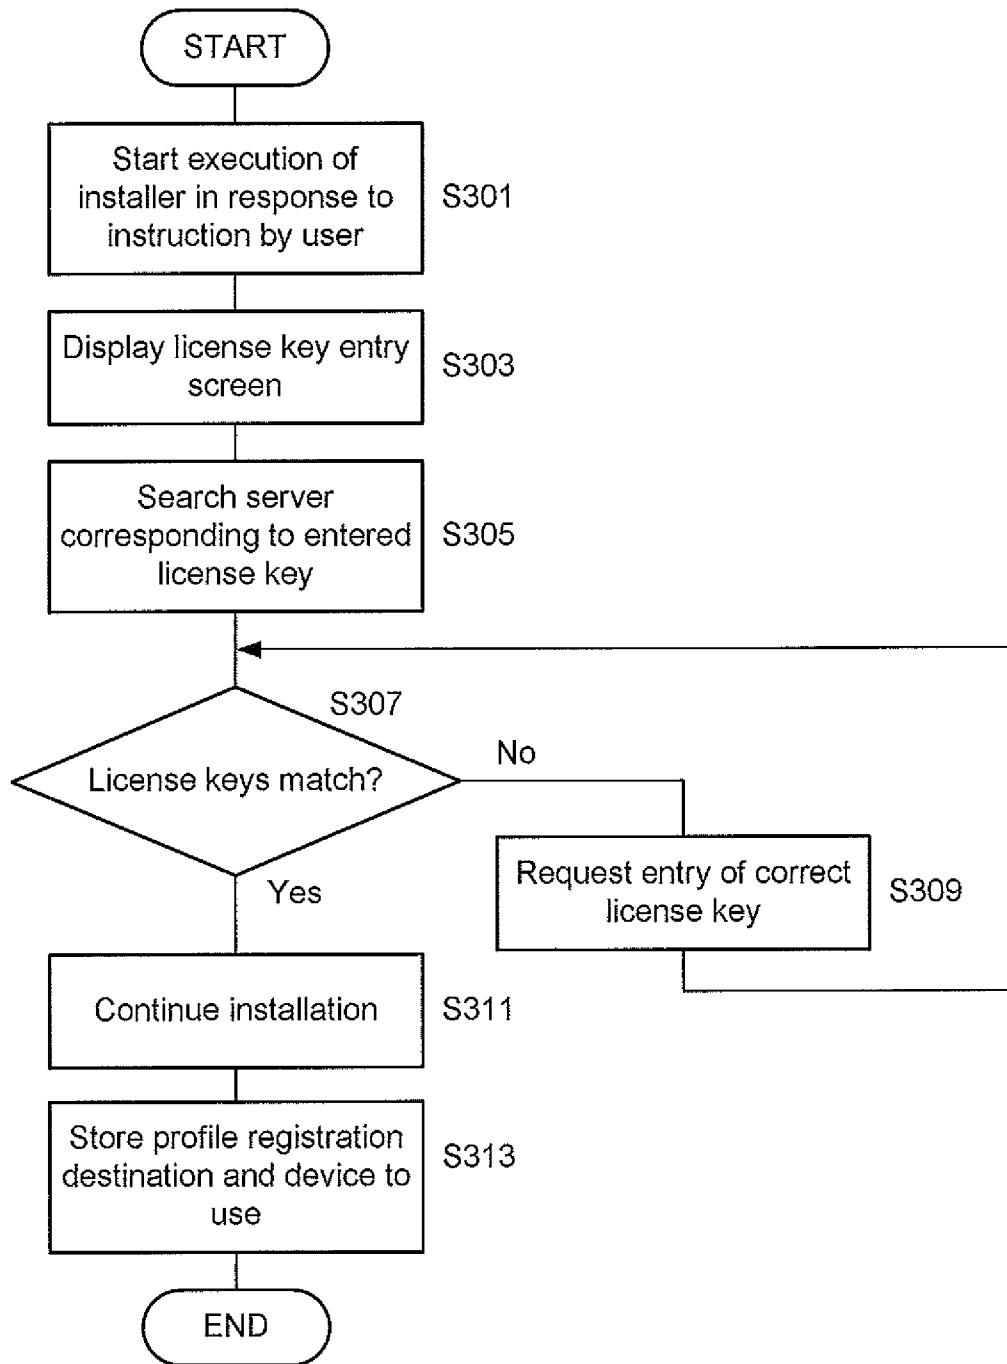 START
Start execution of
installer in response to
instruction by user
S301
Display license key entry
screen
S303
Search server
corresponding to entered
license key
S305
S307
License keys match?
No
Yes
Request entry of correct
license key
S309
Continue installation
S311
Store profile registration
destination and device to
use
S313
END